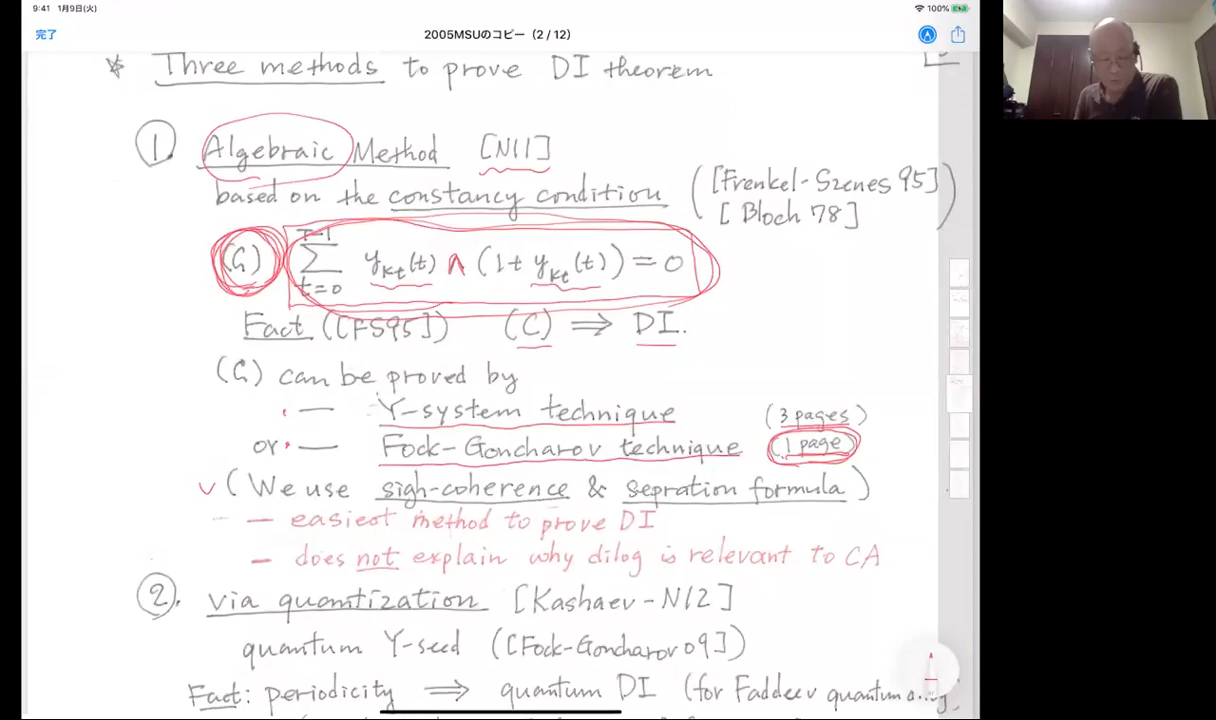 9:41 1月9日(火)
100%
完了
2005MSUのコピー (2 / 12)
Three methods to prove DI theorem
①. Algebraic Method [N11]
based on the constancy condition ([Frenkel-Szenes 95]
[Bloch 78])
(C) T-1 ∑ t=0 y_{kt}(t) ∧ (1+ y_{kt}(t)) = 0
Fact. ([FS95]) (C) ⇒ DI.
(C) can be proved by
— Y-system technique (3 pages)
or — Fock-Goncharov technique (1 page)
(We use sigh-coherence & sepration formula)
— easiest method to prove DI
— does not explain why dilog is relevant to CA
②. via quantization [Kashaev-N12]
quantum Y-seed ([Fock-Goncharov 09])
Fact: periodicity ⇒ quantum DI (for Faddeev quantum